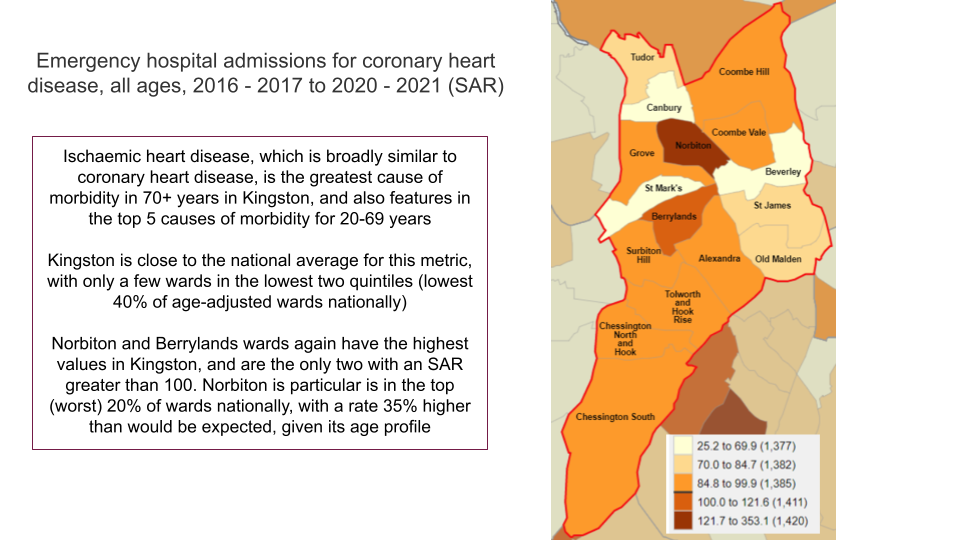 Emergency hospital admissions for coronary heart
disease, all ages, 2016 - 2017 to 2020 - 2021 (SAR)
Ischaemic heart disease, which is broadly similar to
coronary heart disease, is the greatest cause of
morbidity in 70+ years in Kingston, and also features in
the top 5 causes of morbidity for 20-69 years
Kingston is close to the national average for this metric,
with only a few wards in the lowest two quintiles (lowest
40% of age-adjusted wards nationally)
Norbiton and Berrylands wards again have the highest
values in Kingston, and are the only two with an SAR
greater than 100. Norbiton is particular is in the top
(worst) 20% of wards nationally, with a rate 35% higher
than would be expected, given its age profile
Tudor
Coombe Hill
Canbury
Coombe Vale
Norbiton
Grove
Beverley
St Mark's
St James
Berrylands
Surbiton
Hill
Alexandra
Old Malden
Tolworth
and
Hook
Rise
Chessington
North
and
Hook
Chessington South
25.2 to 69.9 (1,377)
70.0 to 84.7 (1,382)
84.8 to 99.9 (1,385)
100.0 to 121.6 (1,411)
121.7 to 353.1 (1,420)